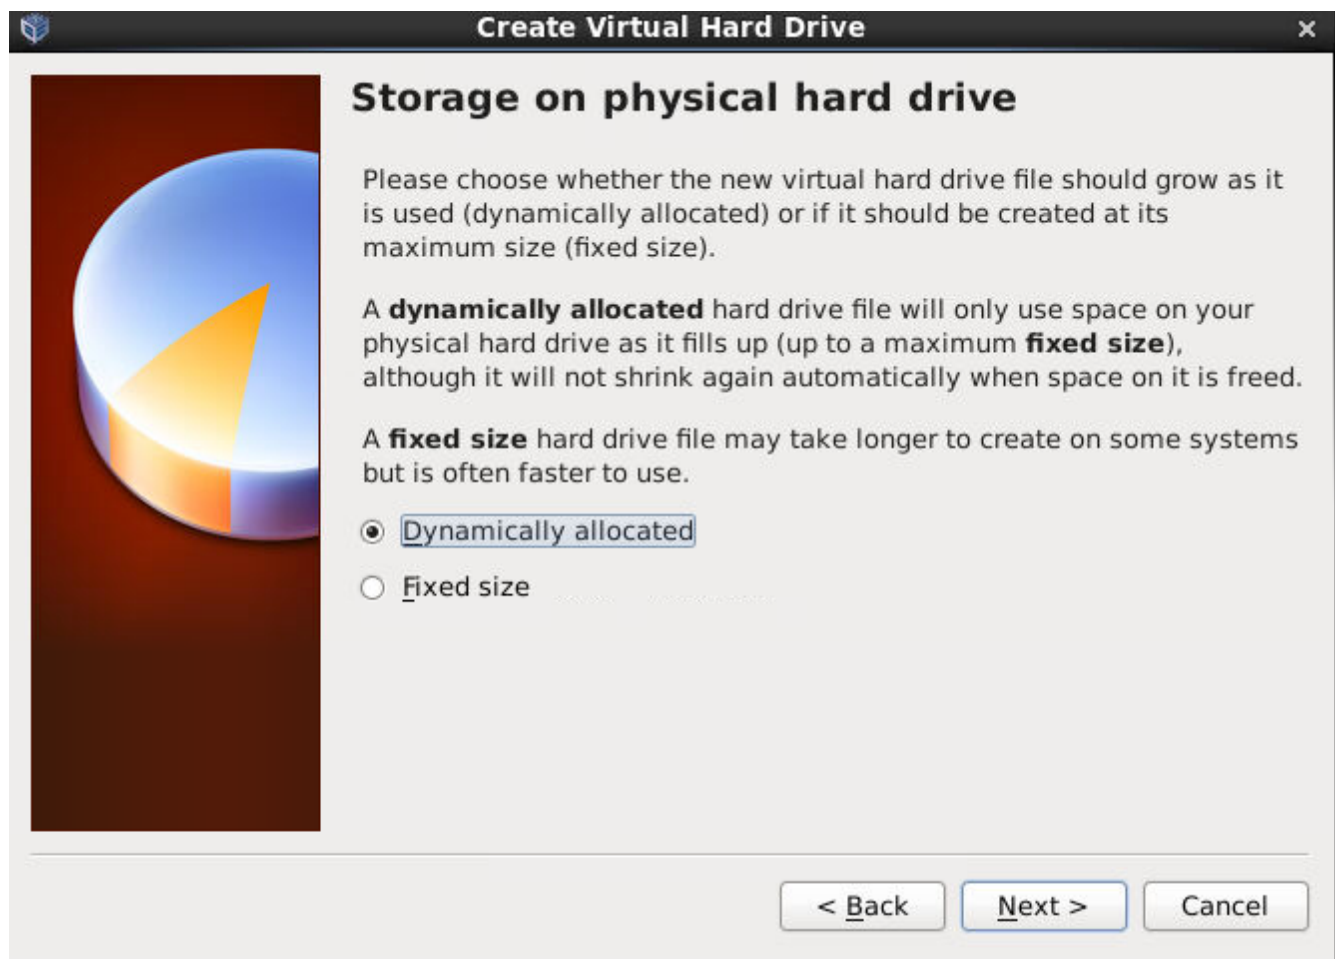 Create Virtual Hard Drive
Storage on physical hard drive
Please choose whether the new virtual hard drive file should grow as it
is used (dynamically allocated) or if it should be created at its
maximum size (fixed size).
A dynamically allocated hard drive file will only use space on your
physical hard drive as it fills up (up to a maximum fixed size),
although it will not shrink again automatically when space on it is freed.
A fixed size hard drive file may take longer to create on some systems
but is often faster to use.
Dynamically allocated
Fixed size
< Back Next > Cancel